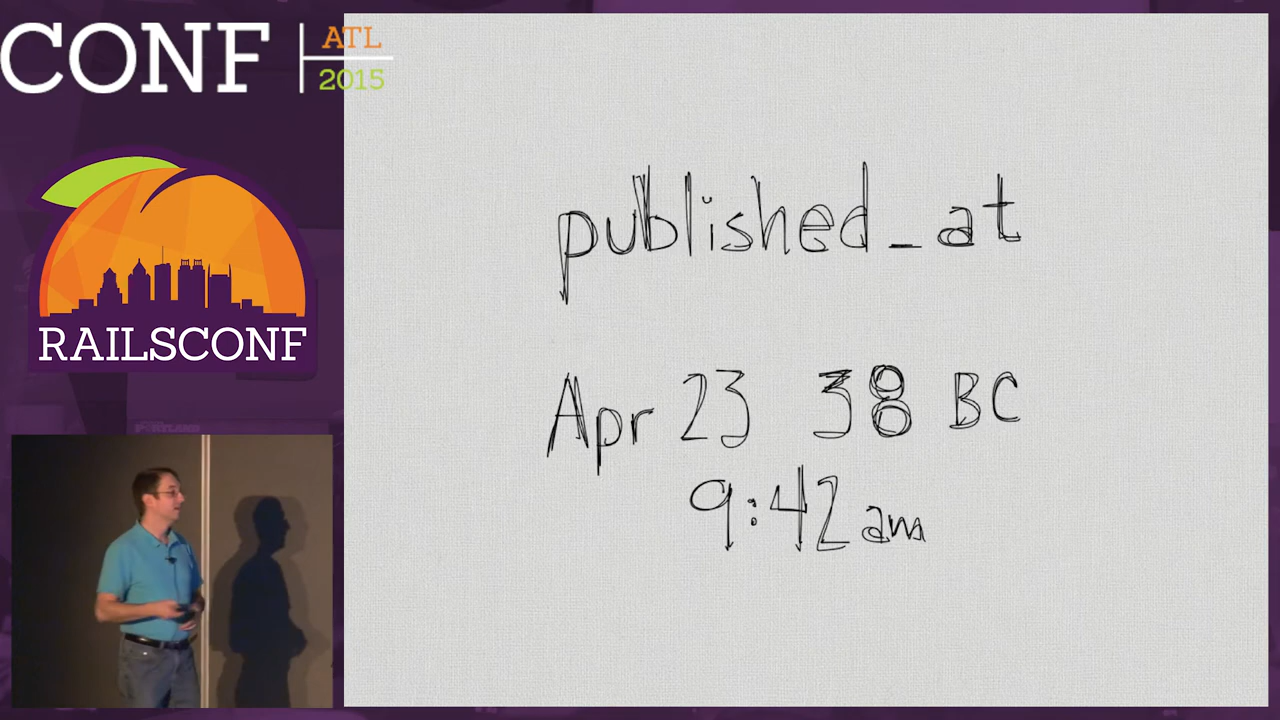 CONF
ATL
2015
RAILSCONF
published_at
Apr 23 38 BC
9:42 am